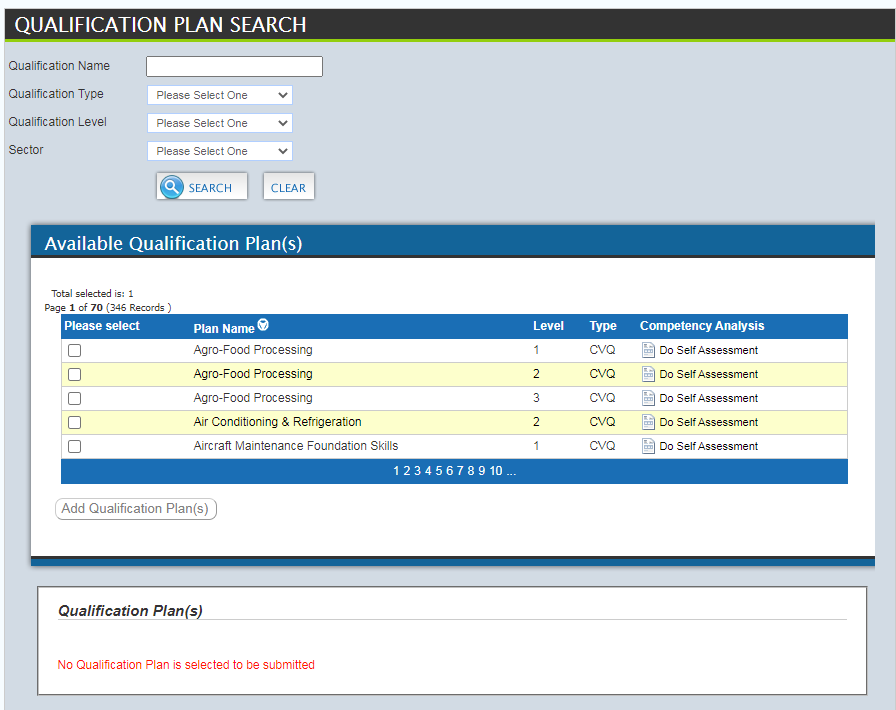 QUALIFICATION PLAN SEARCH
Qualification Name
Qualification Type Please Select One
Qualification Level Please Select One
Sector Please Select One
SEARCH CLEAR
Available Qualification Plan(s)
Total selected is: 1
Page 1 of 70 (346 Records )
Please select Plan Name Level Type Competency Analysis
Agro-Food Processing 1 CVQ Do Self Assessment
Agro-Food Processing 2 CVQ Do Self Assessment
Agro-Food Processing 3 CVQ Do Self Assessment
Air Conditioning & Refrigeration 2 CVQ Do Self Assessment
Aircraft Maintenance Foundation Skills 1 CVQ Do Self Assessment
1 2 3 4 5 6 7 8 9 10 ...
Add Qualification Plan(s)
Qualification Plan(s)
No Qualification Plan is selected to be submitted